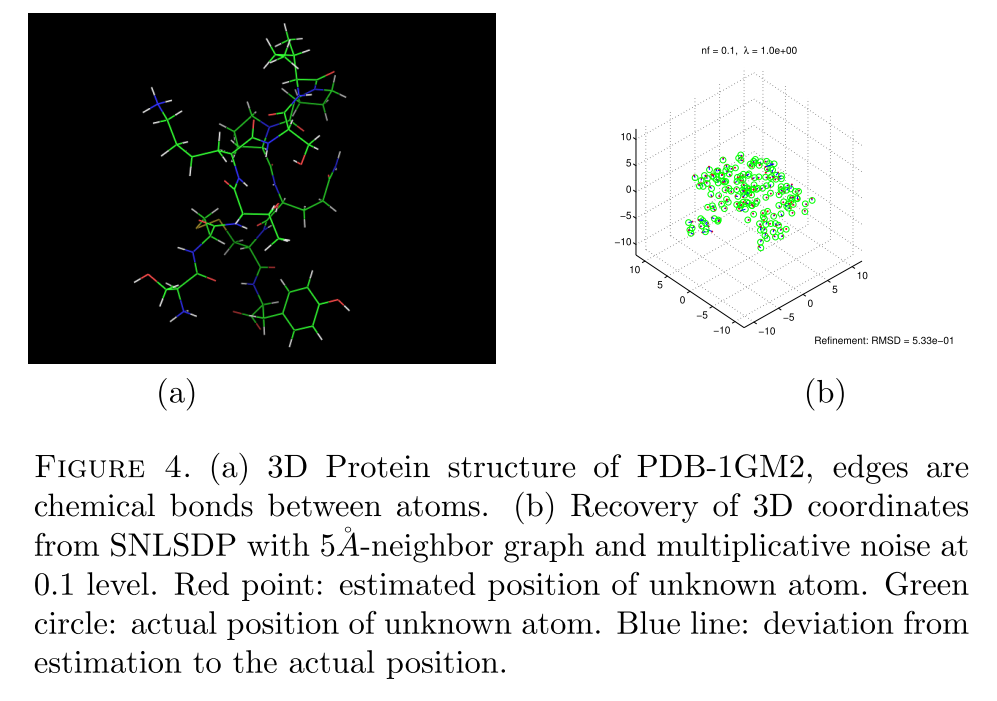 nf = 0.1, λ = 1.0e+00
10
5
0
−5
−10
10
5
0
−5
−10
10
5
0
−5
−10
Refinement: RMSD = 5.33e−01
(a)
(b)
FIGURE 4. (a) 3D Protein structure of PDB-1GM2, edges are
chemical bonds between atoms. (b) Recovery of 3D coordinates
from SNLSDP with 5Å-neighbor graph and multiplicative noise at
0.1 level. Red point: estimated position of unknown atom. Green
circle: actual position of unknown atom. Blue line: deviation from
estimation to the actual position.